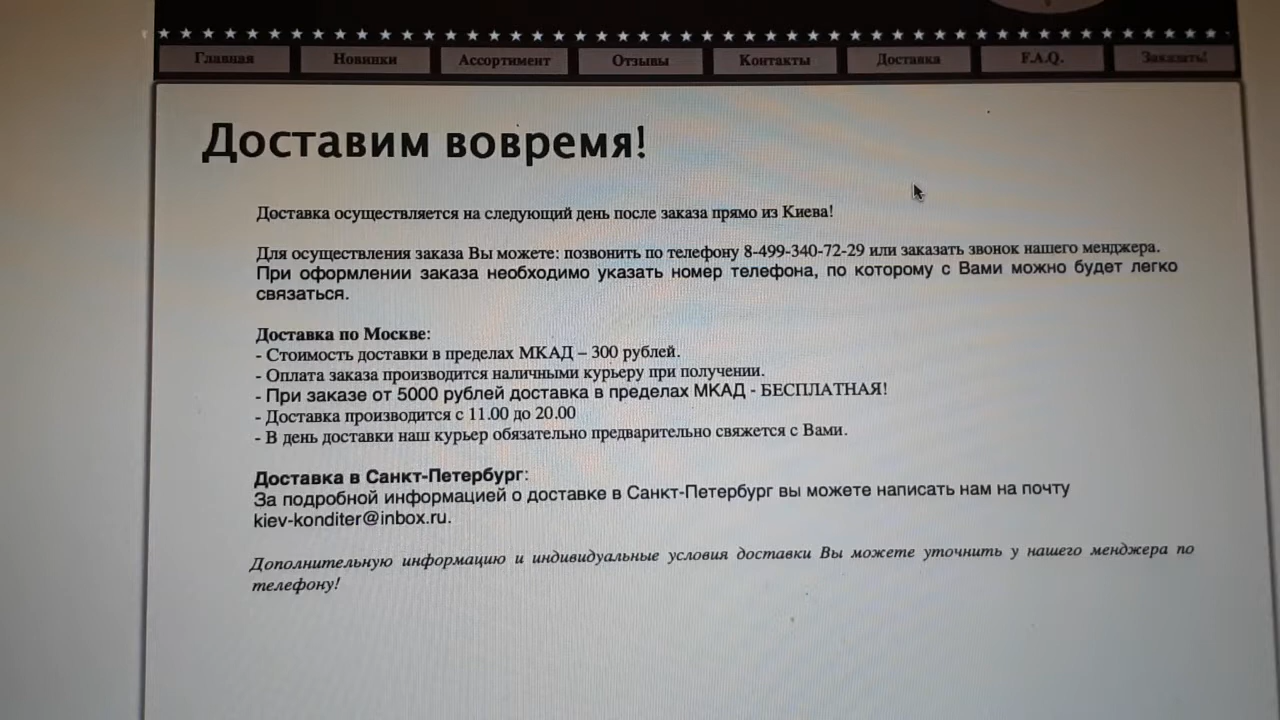 Главная Новинки Ассортимент Отзывы Контакты Доставка F.A.Q. Заказать!
Доставим вовремя!
Доставка осуществляется на следующий день после заказа прямо из Киева!
Для осуществления заказа Вы можете: позвонить по телефону 8-499-340-72-29 или заказать звонок нашего менджера.
При оформлении заказа необходимо указать номер телефона, по которому с Вами можно будет легко
связаться.
Доставка по Москве:
- Стоимость доставки в пределах МКАД – 300 рублей.
- Оплата заказа производится наличными курьеру при получении.
- При заказе от 5000 рублей доставка в пределах МКАД - БЕСПЛАТНАЯ!
- Доставка производится с 11.00 до 20.00
- В день доставки наш курьер обязательно предварительно свяжется с Вами.
Доставка в Санкт-Петербург:
За подробной информацией о доставке в Санкт-Петербург вы можете написать нам на почту
kiev-konditer@inbox.ru.
Дополнительную информацию и индивидуальные условия доставки Вы можете уточнить у нашего менджера по
телефону!